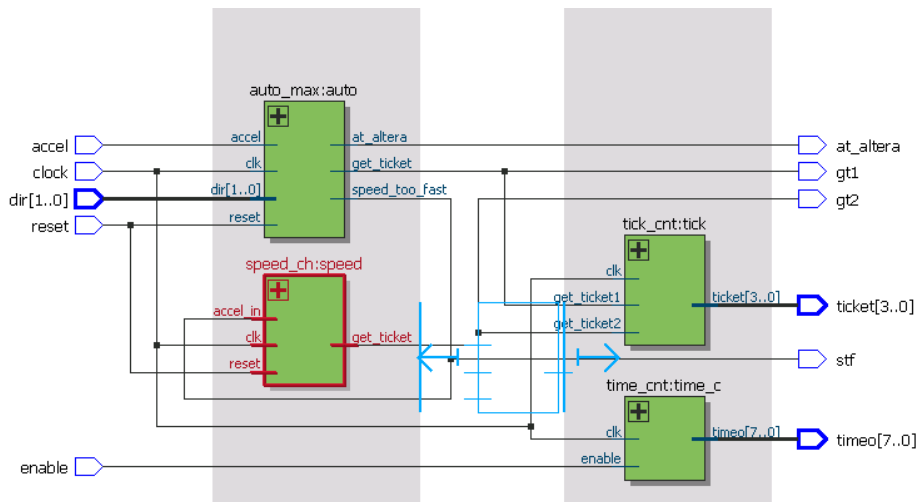 auto_max:auto
accel
clock
dir[1..0]
reset
accel
clk
dir[1..0]
reset
at_altera
get_ticket
speed_too_fast
at_altera
gt1
gt2
speed_ch:speed
accel_in
clk
reset
get_ticket
tick_cnt:tick
clk
get_ticket1
get_ticket2
ticket[3..0]
ticket[3..0]
stf
time_cnt:time_c
clk
enable
timeo[7..0]
timeo[7..0]
enable